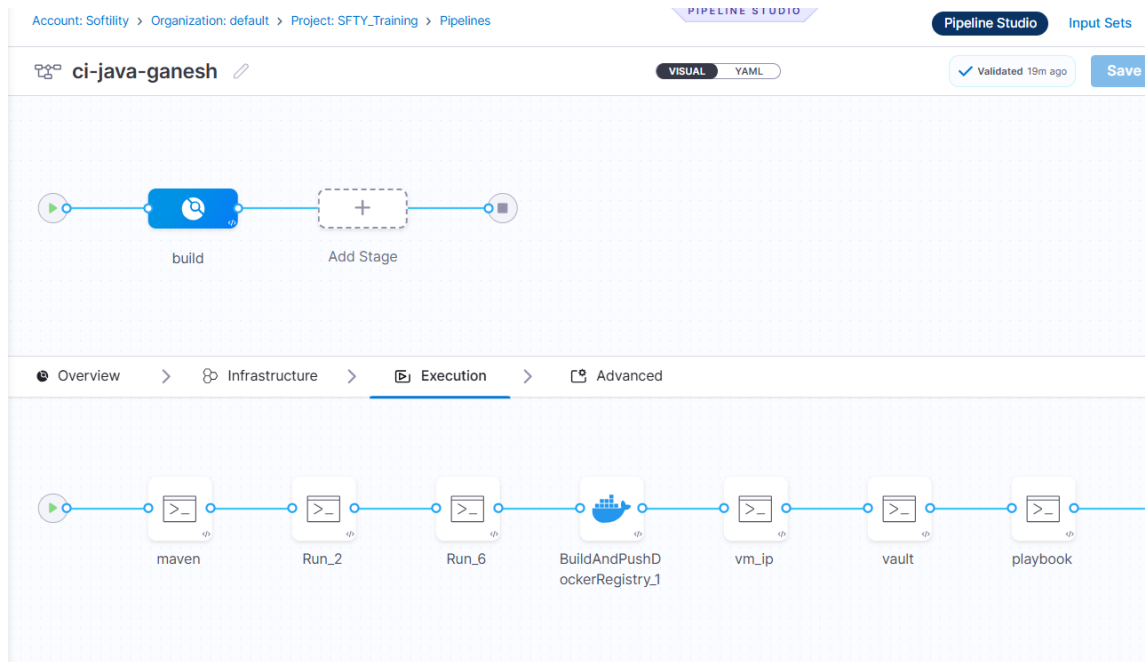 Account: Softility > Organization: default > Project: SFTY_Training > Pipelines
PIPELINE STUDIO
Pipeline Studio
Input Sets
ci-java-ganesh
VISUAL YAML
Validated 19m ago
Save
build
Add Stage
Overview > Infrastructure > Execution > Advanced
maven
Run_2
Run_6
BuildAndPushD
ockerRegistry_1
vm_ip
vault
playbook